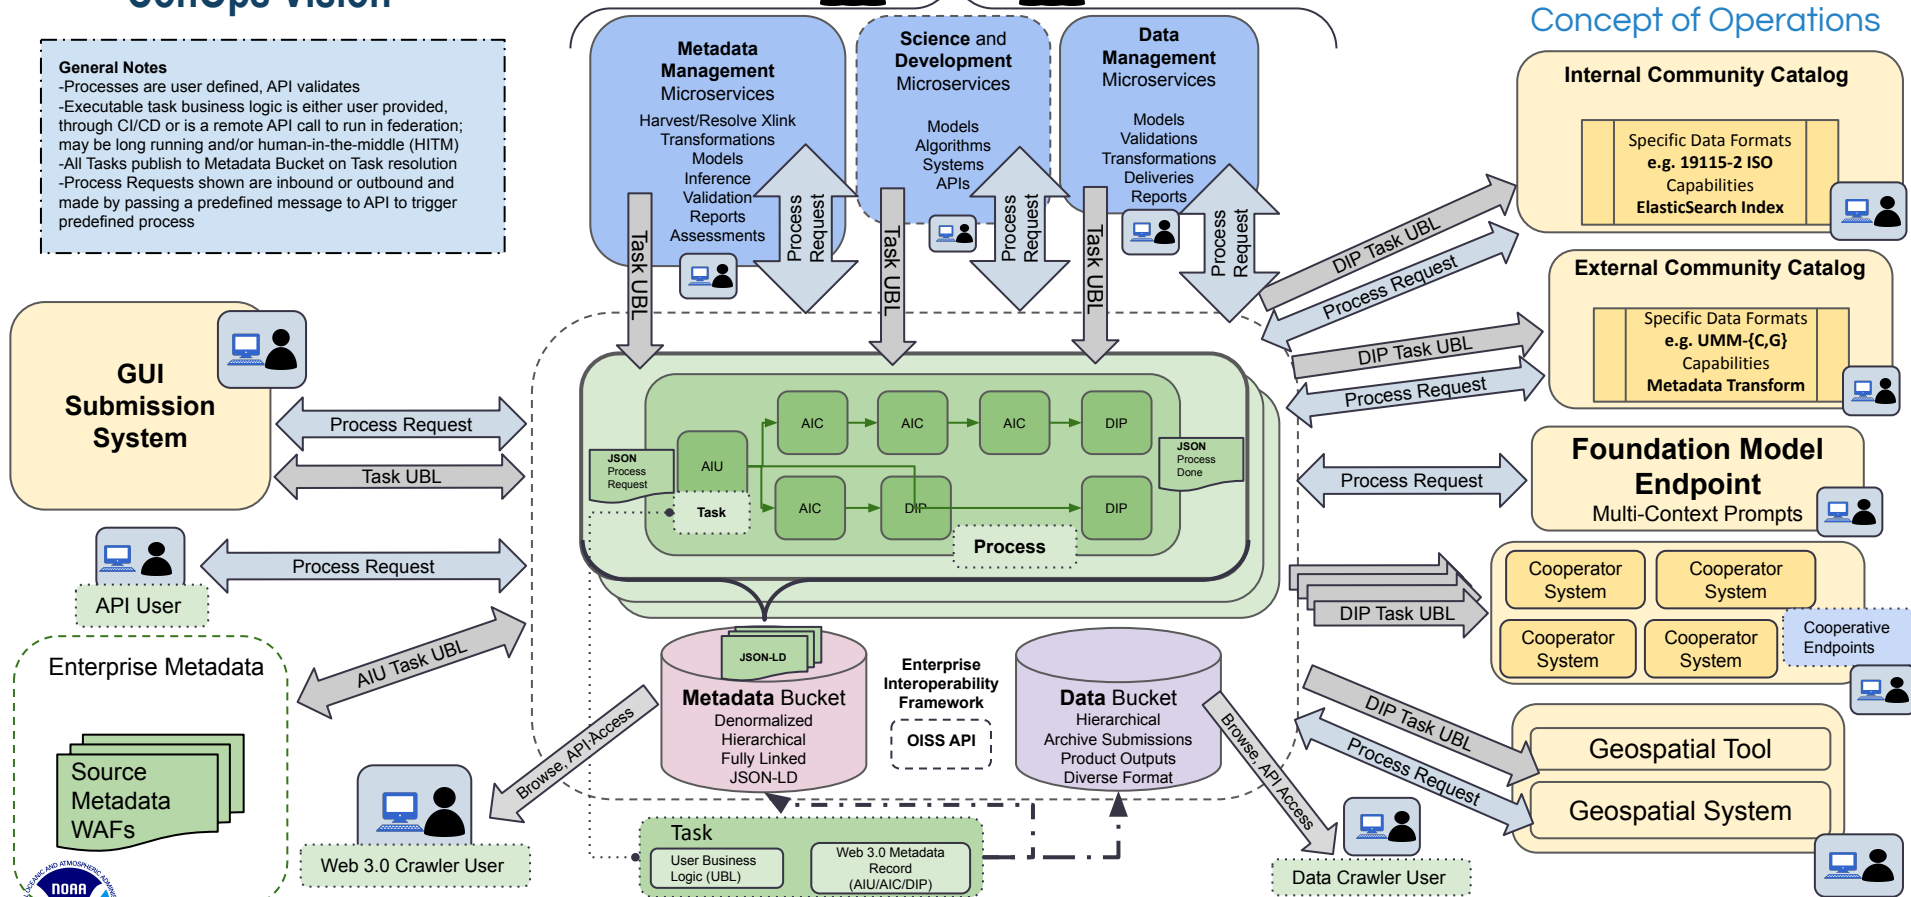 ConOps Vision
Concept of Operations
General Notes
-Processes are user defined, API validates
-Executable task business logic is either user provided,
through CI/CD or is a remote API call to run in federation;
may be long running and/or human-in-the-middle (HITM)
-All Tasks publish to Metadata Bucket on Task resolution
-Process Requests shown are inbound or outbound and
made by passing a predefined message to API to trigger
predefined process
Metadata
Management
Microservices
Harvest/Resolve Xlink
Transformations
Models
Inference
Validation
Reports
Assessments
Task UBL
Process
Request
Science and
Development
Microservices
Models
Algorithms
Systems
APIs
Task UBL
Process
Request
Data
Management
Microservices
Models
Validations
Transformations
Deliveries
Reports
Task UBL
Process
Request
Internal Community Catalog
Specific Data Formats
e.g. 19115-2 ISO
Capabilities
ElasticSearch Index
DIP Task UBL
Process Request
External Community Catalog
Specific Data Formats
e.g. UMM-{C,G}
Capabilities
Metadata Transform
DIP Task UBL
Process Request
GUI
Submission
System
Process Request
Task UBL
JSON
Process
Request
AIU
Task
AIC
AIC
AIC
DIP
AIC
DIP
DIP
JSON
Process
Done
Process
Process Request
Foundation Model
Endpoint
Multi-Context Prompts
API User
Process Request
DIP Task UBL
Cooperator
System
Cooperator
System
Cooperator
System
Cooperator
System
Cooperative
Endpoints
Enterprise Metadata
Source
Metadata
WAFs
AIU Task UBL
JSON-LD
Metadata Bucket
Denormalized
Hierarchical
Fully Linked
JSON-LD
Enterprise
Interoperability
Framework
OISS API
Data Bucket
Hierarchical
Archive Submissions
Product Outputs
Diverse Format
Browse, API Access
Web 3.0 Crawler User
Browse, API Access
Data Crawler User
DIP Task UBL
Process Request
Geospatial Tool
Geospatial System
Task
User Business
Logic (UBL)
Web 3.0 Metadata
Record
(AIU/AIC/DIP)
NOAA